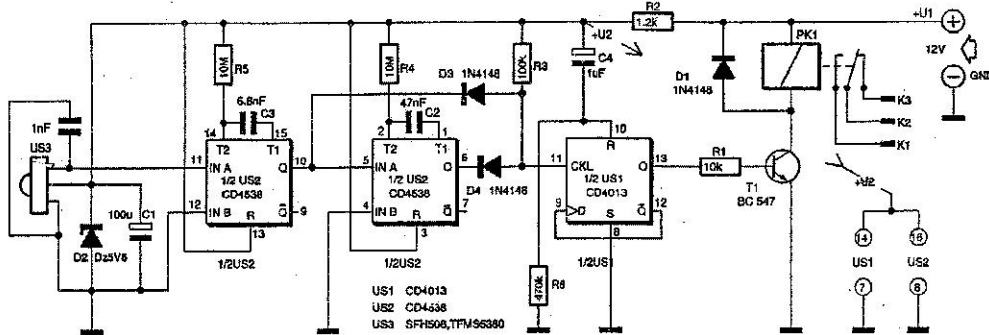 R2
1.2k
+U1
+U2
C4
1uF
R5
10M
R4
10M
R3
100k
D3 1N4148
D1
1N4148
PK1
12V
GND
K3
K2
K1
1nF
US3
6.8nF
C3
47nF
C2
14
15
T2
T1
11
IN A
Q
10
1/2 US2
CD4538
12
IN B
R
Q
9
13
1/2US2
2
1
T2
T1
5
IN A
Q
6
1/2 US2
CD4538
4
IN B
R
Q
7
3
1/2US2
D4
1N4148
10
R
11
CKL
Q
13
1/2 US1
CD4013
9
D
S
Q
12
8
1/2US1
R1
10k
T1
BC 547
+U2
14
16
US1
US2
7
8
100u
C1
D2
Dz5V6
R6
470k
US1 CD4013
US2 CD4538
US3 SFH506,TFMS5360